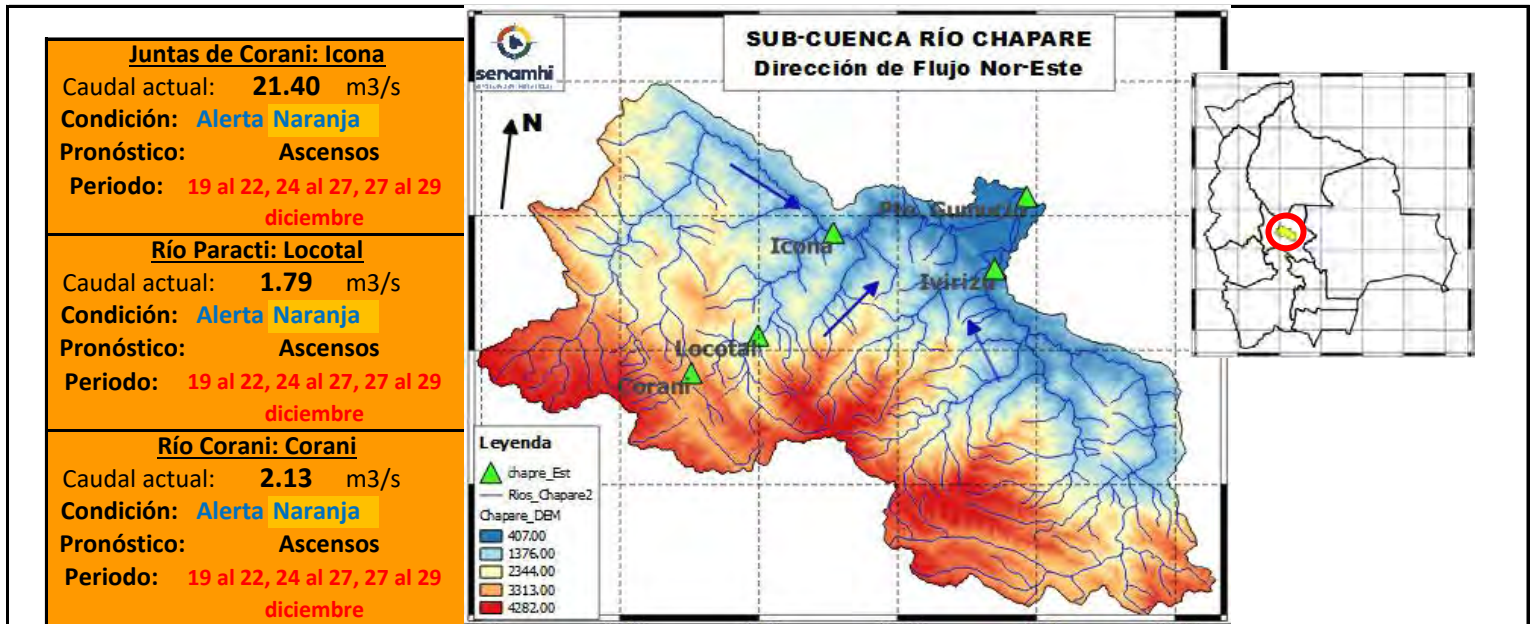 Juntas de Corani: Icona
Caudal actual: 21.40 m3/s
Condición: Alerta Naranja
Pronóstico: Ascensos
Periodo: 19 al 22, 24 al 27, 27 al 29
diciembre
Río Paracti: Locotal
Caudal actual: 1.79 m3/s
Condición: Alerta Naranja
Pronóstico: Ascensos
Periodo: 19 al 22, 24 al 27, 27 al 29
diciembre
Río Corani: Corani
Caudal actual: 2.13 m3/s
Condición: Alerta Naranja
Pronóstico: Ascensos
Periodo: 19 al 22, 24 al 27, 27 al 29
diciembre
senamhi
SUB-CUENCA RÍO CHAPARE
Dirección de Flujo Nor-Este
N
Icona
Ivirizu
Locotal
Corani
Leyenda
chapre_Est
Rios_Chapare2
Chapare_DEM
407.00
1376.00
2344.00
3313.00
4282.00